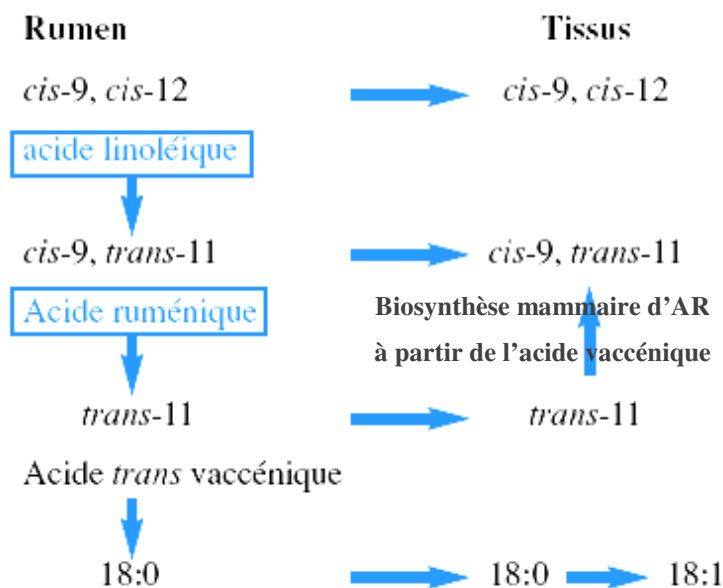 Rumen Tissus
cis-9, cis-12 cis-9, cis-12
acide linoléique
cis-9, trans-11 cis-9, trans-11
Acide ruménique
Biosynthèse mammaire d’AR
à partir de l’acide vaccénique
trans-11 trans-11
Acide trans vaccénique
18:0 18:0 18:1